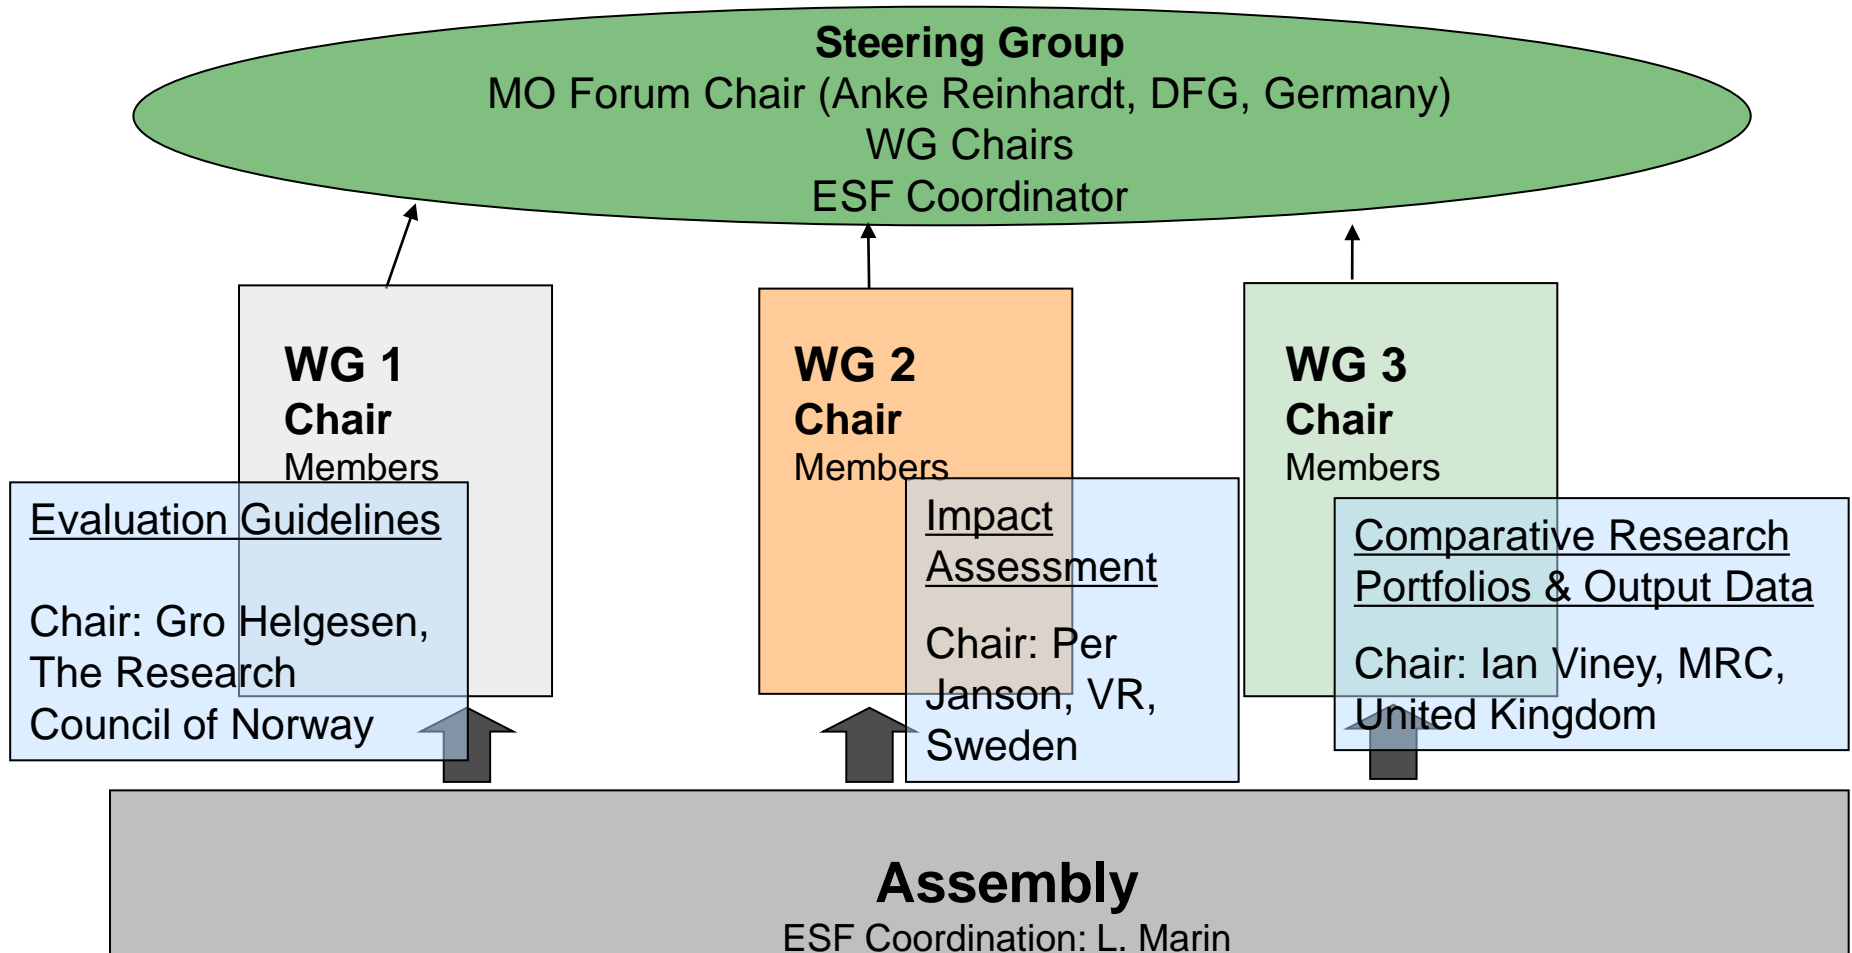 Steering Group
MO Forum Chair (Anke Reinhardt, DFG, Germany)
WG Chairs
ESF Coordinator
WG 1
Chair
Members
Evaluation Guidelines
Chair: Gro Helgesen,
The Research
Council of Norway
WG 2
Chair
Members
Impact
Assessment
Chair: Per
Janson, VR,
Sweden
WG 3
Chair
Members
Comparative Research
Portfolios & Output Data
Chair: Ian Viney, MRC,
United Kingdom
Assembly
ESF Coordination: L. Marin